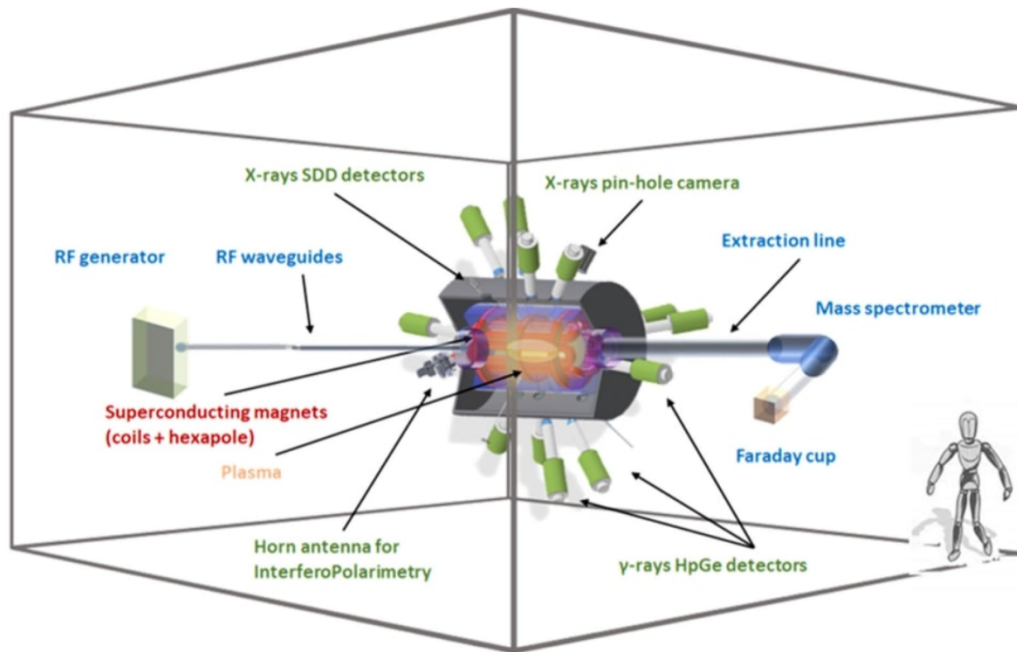 X-rays SDD detectors
X-rays pin-hole camera
RF generator
RF waveguides
Extraction line
Mass spectrometer
Superconducting magnets
(coils + hexapole)
Plasma
Faraday cup
Horn antenna for
InterferoPolarimetry
γ-rays HpGe detectors